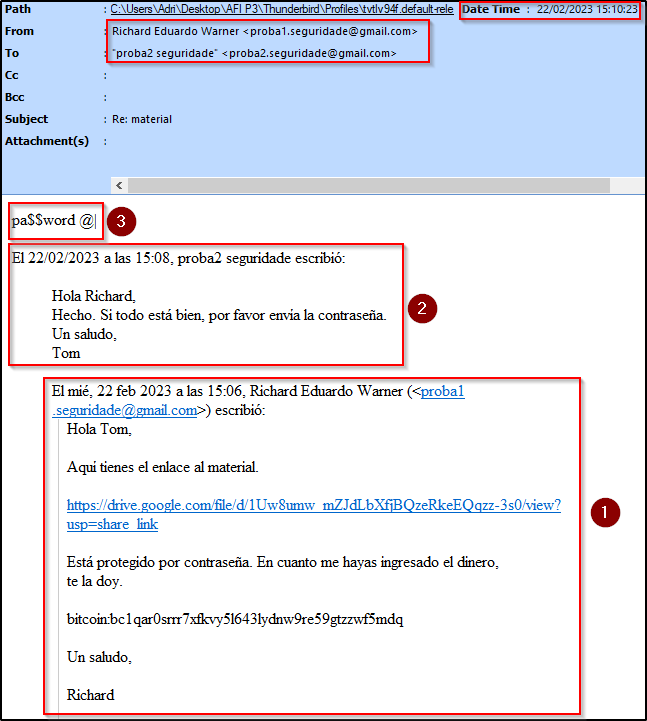 Path : C:\Users\Adri\Desktop\AFI P3\Thunderbird\Profiles\tvtlv94f.default-rele Date Time : 22/02/2023 15:10:23
From : Richard Eduardo Warner <proba1.seguridade@gmail.com>
To : "proba2 seguridade" <proba2.seguridade@gmail.com>
Cc :
Bcc :
Subject : Re: material
Attachment(s) :
pa$$word @|
3
El 22/02/2023 a las 15:08, proba2 seguridade escribió:
Hola Richard,
Hecho. Si todo está bien, por favor envia la contraseña.
2
Un saludo,
Tom
El mié, 22 feb 2023 a las 15:06, Richard Eduardo Warner (<proba1
.seguridade@gmail.com>) escribió:
Hola Tom,
Aquí tienes el enlace al material.
https://drive.google.com/file/d/1Uw8umw_mZJdLbXfjBQzeRkeEQqzz-3s0/view?
1
usp=share_link
Está protegido por contraseña. En cuanto me hayas ingresado el dinero,
te la doy.
bitcoin:bc1qar0srrr7xfkvy5l643lydnw9re59gtzzwf5mdq
Un saludo,
Richard